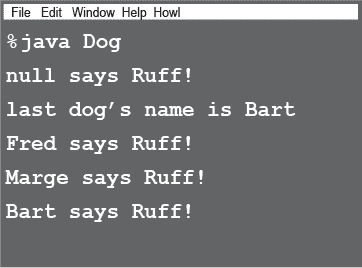 File Edit Window Help Howl
%java Dog
null says Ruff!
last dog’s name is Bart
Fred says Ruff!
Marge says Ruff!
Bart says Ruff!